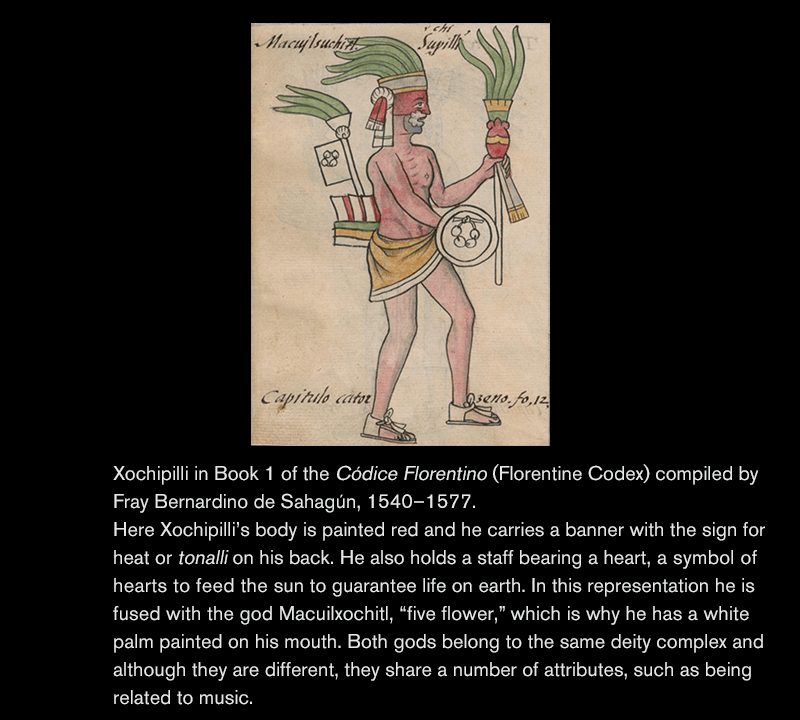 Macuilsuchitl. Xuchi
Supilli
Capitulo cator zeno. fo, 12.
Xochipilli in Book 1 of the Códice Florentino (Florentine Codex) compiled by
Fray Bernardino de Sahagún, 1540–1577.
Here Xochipilli’s body is painted red and he carries a banner with the sign for
heat or tonalli on his back. He also holds a staff bearing a heart, a symbol of
hearts to feed the sun to guarantee life on earth. In this representation he is
fused with the god Macuilxochitl, “five flower,” which is why he has a white
palm painted on his mouth. Both gods belong to the same deity complex and
although they are different, they share a number of attributes, such as being
related to music.